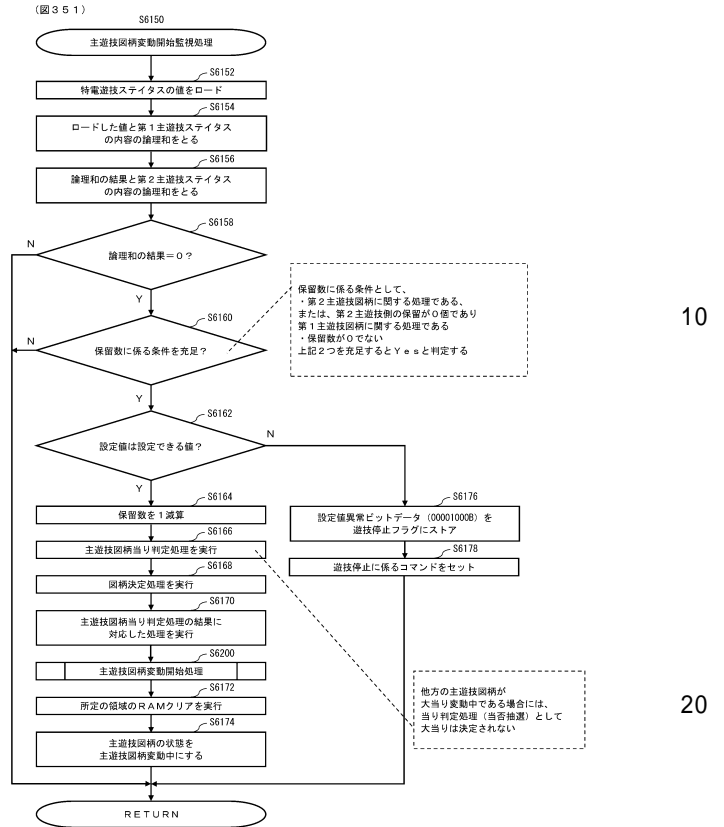 (図351)
S6150
主遊技図柄変動開始監視処理
S6152
特電遊技ステイタスの値をロード
S6154
ロードした値と第1主遊技ステイタス
の内容の論理和をとる
S6156
論理和の結果と第2主遊技ステイタス
の内容の論理和をとる
S6158
N
論理和の結果=0?
Y
保留数に係る条件として、
・第2主遊技図柄に関する処理である、
または、第2主遊技側の保留が0個であり
第1主遊技図柄に関する処理である
・保留数が0でない
上記2つを充足するとYesと判定する
10
S6160
N
保留数に係る条件を充足?
Y
S6162
設定値は設定できる値?
N
Y
S6164
保留数を1減算
S6176
設定値異常ビットデータ(00001000B)を
遊技停止フラグにストア
S6166
主遊技図柄当り判定処理を実行
S6178
遊技停止に係るコマンドをセット
S6168
図柄決定処理を実行
S6170
主遊技図柄当り判定処理の結果に
対応した処理を実行
S6200
主遊技図柄変動開始処理
S6172
所定の領域のRAMクリアを実行
他方の主遊技図柄が
大当り変動中である場合には、
当り判定処理(当否抽選)として
大当りは決定されない
20
S6174
主遊技図柄の状態を
主遊技図柄変動中にする
RETURN